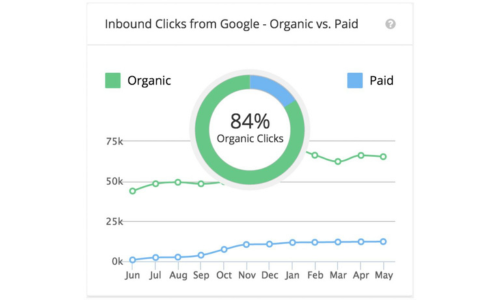 Inbound Clicks from Google - Organic vs. Paid ?
Organic
Paid
84%
Organic Clicks
75k
50k
25k
0k
Jun Jul Aug Sep Oct Nov Dec Jan Feb Mar Apr May